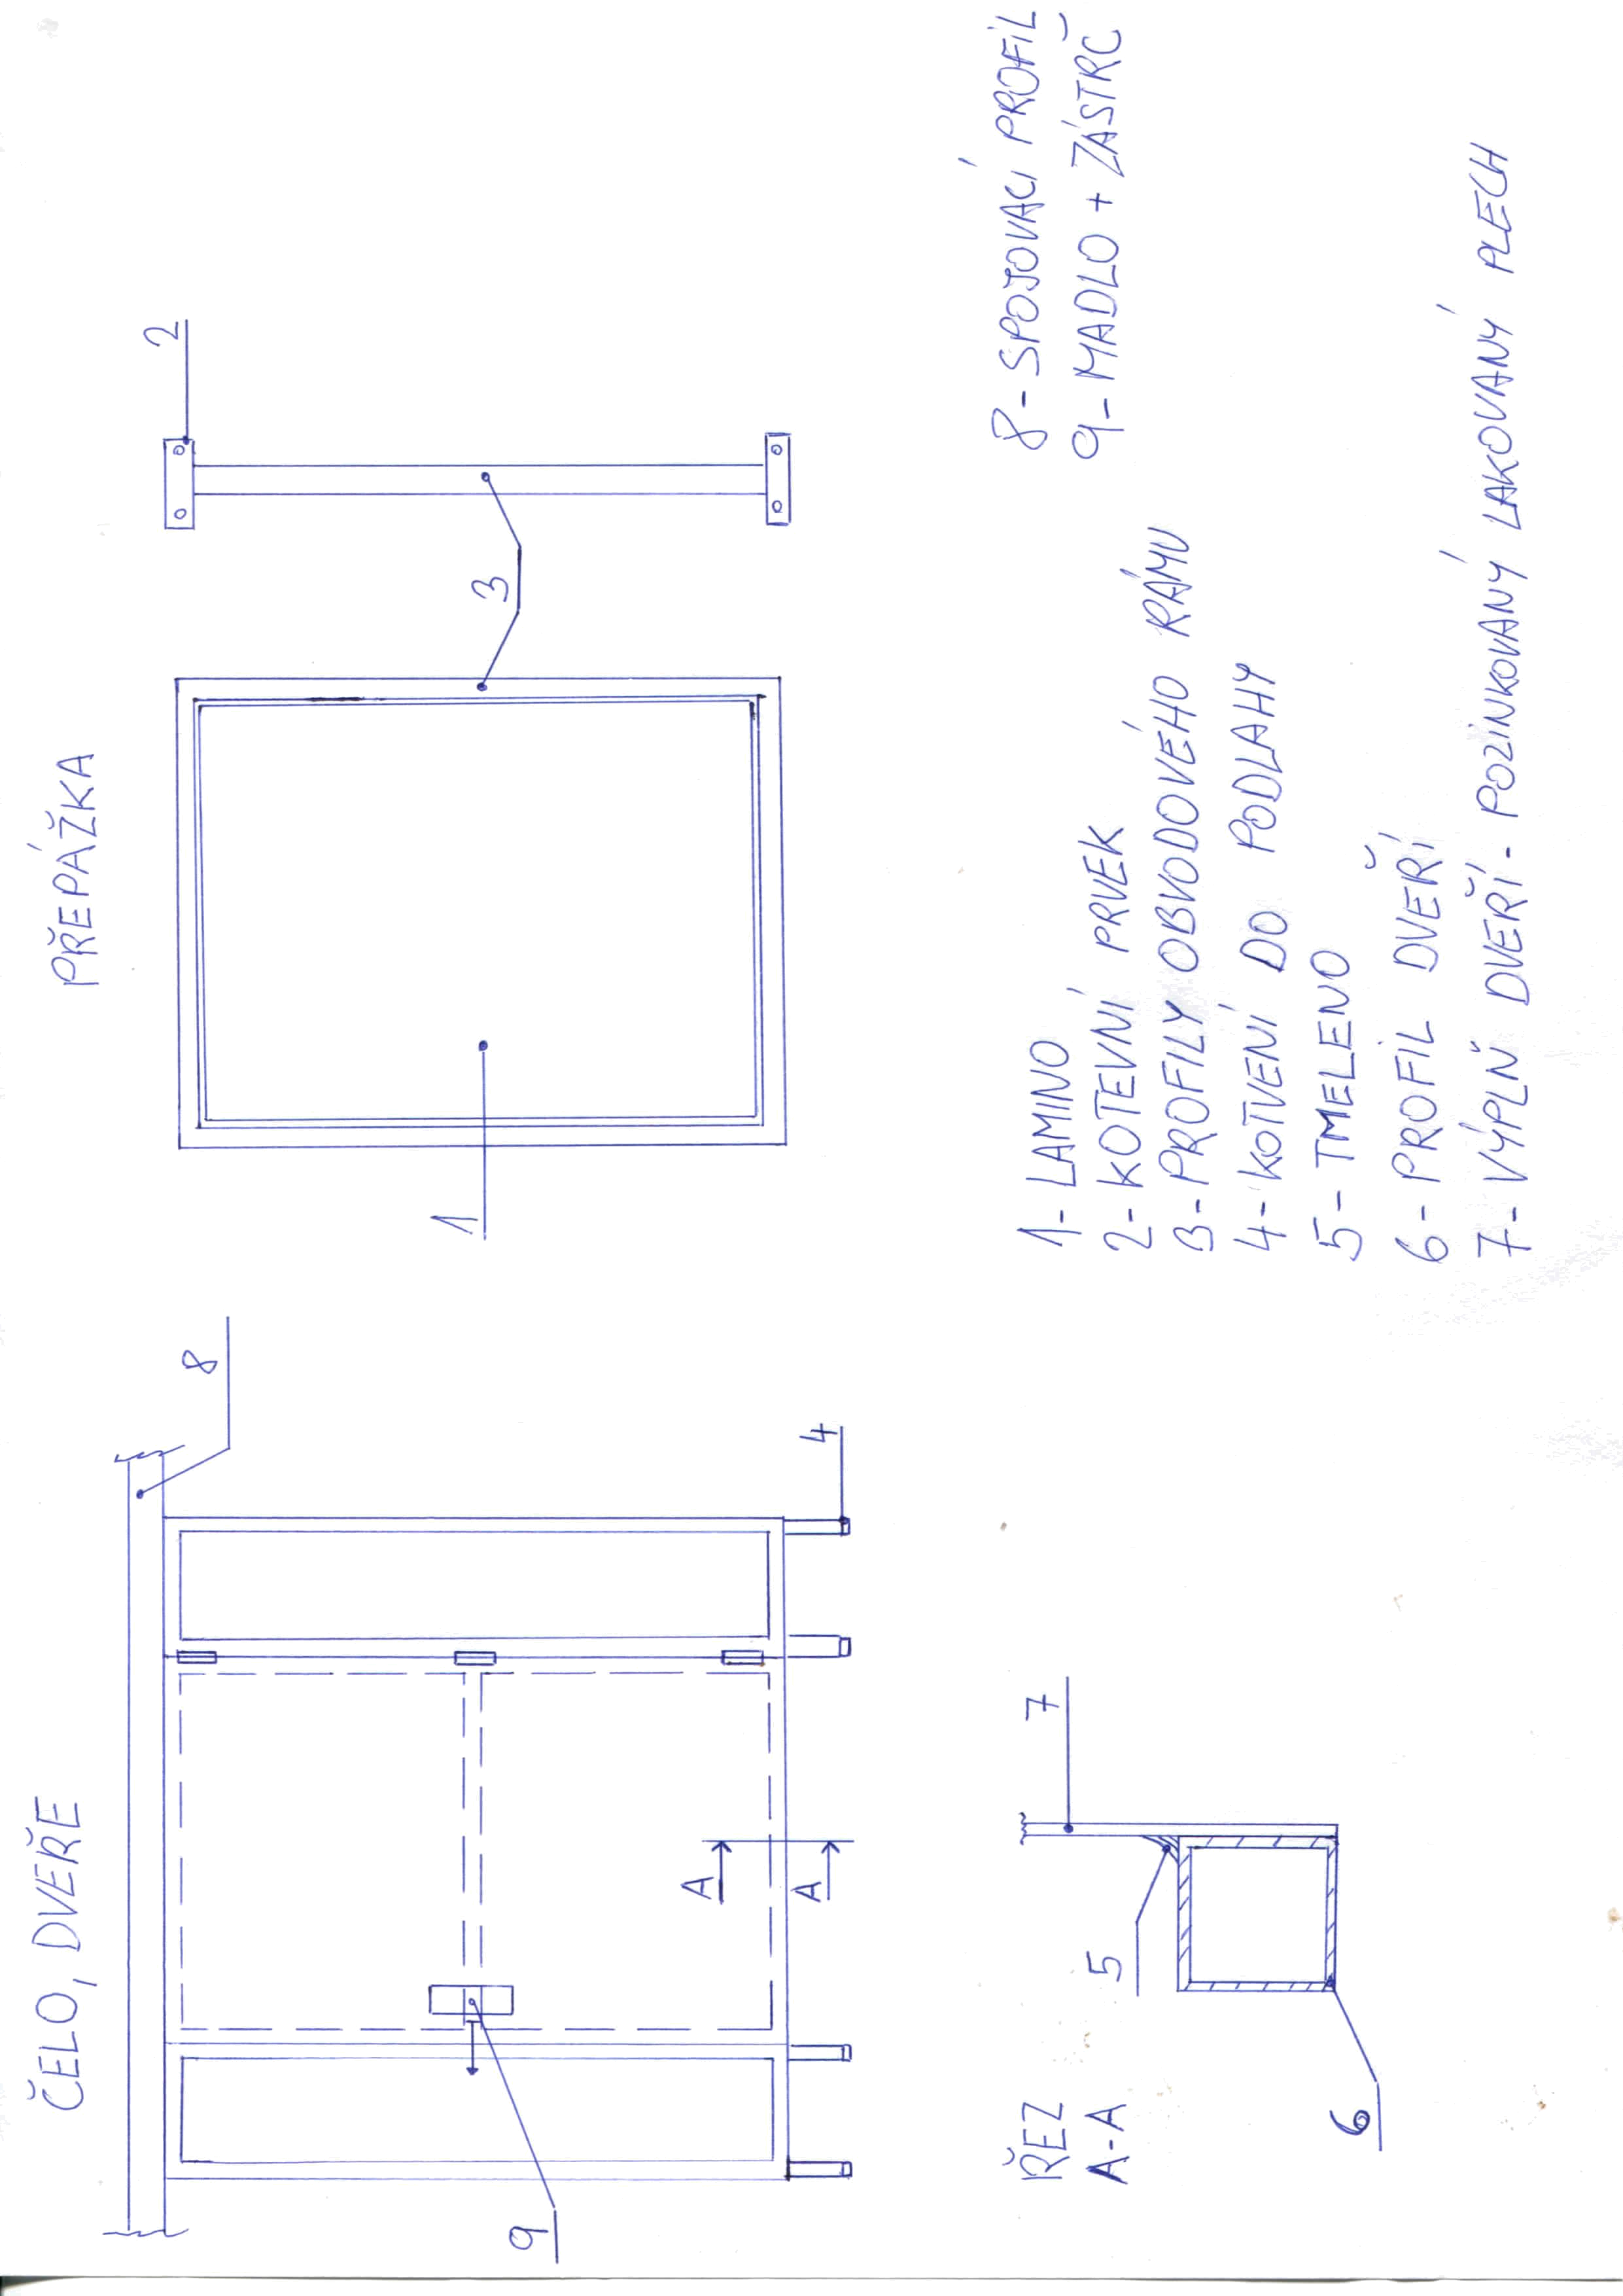 ČELO, DVEŘE
8
9
A
A
4
PŘEPÁŽKA
1
3
2
ŘEZ
A-A
5
7
6
1- LAMINO
2- KOTEVNÍ PRVEK
3- PROFILY OBVODOVÉHO RÁMU
4- KOTVENÍ DO PODLAHY
5- TMELENO
6- PROFIL DVEŘÍ
7- VÝPLŇ DVEŘÍ - POZINKOVANÝ LAKOVANÝ PLECH
8- SPOJOVACÍ PROFIL
9- MADLO + ZÁSTRČ